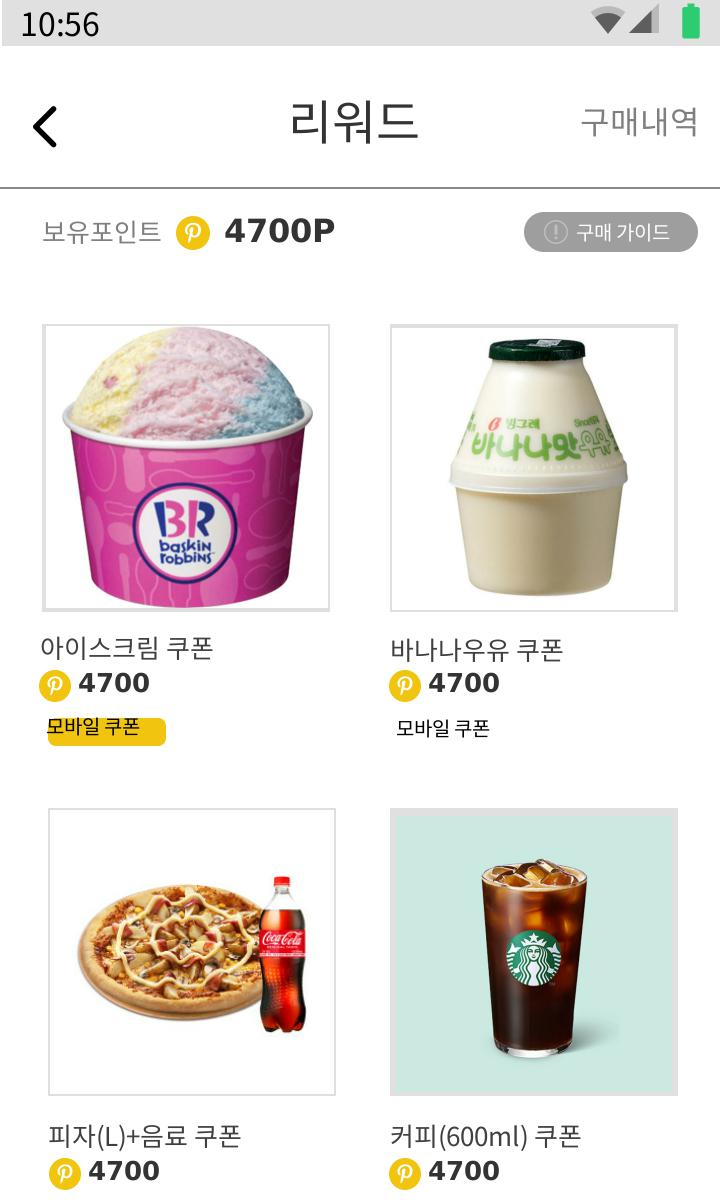 10:56
리워드
구매내역
보유포인트 4700P
구매 가이드
BR
baskin
robbins
빙그레
바나나맛우유
아이스크림 쿠폰
4700
모바일 쿠폰
바나나우유 쿠폰
4700
모바일 쿠폰
Coca-Cola
피자(L)+음료 쿠폰
4700
커피(600ml) 쿠폰
4700